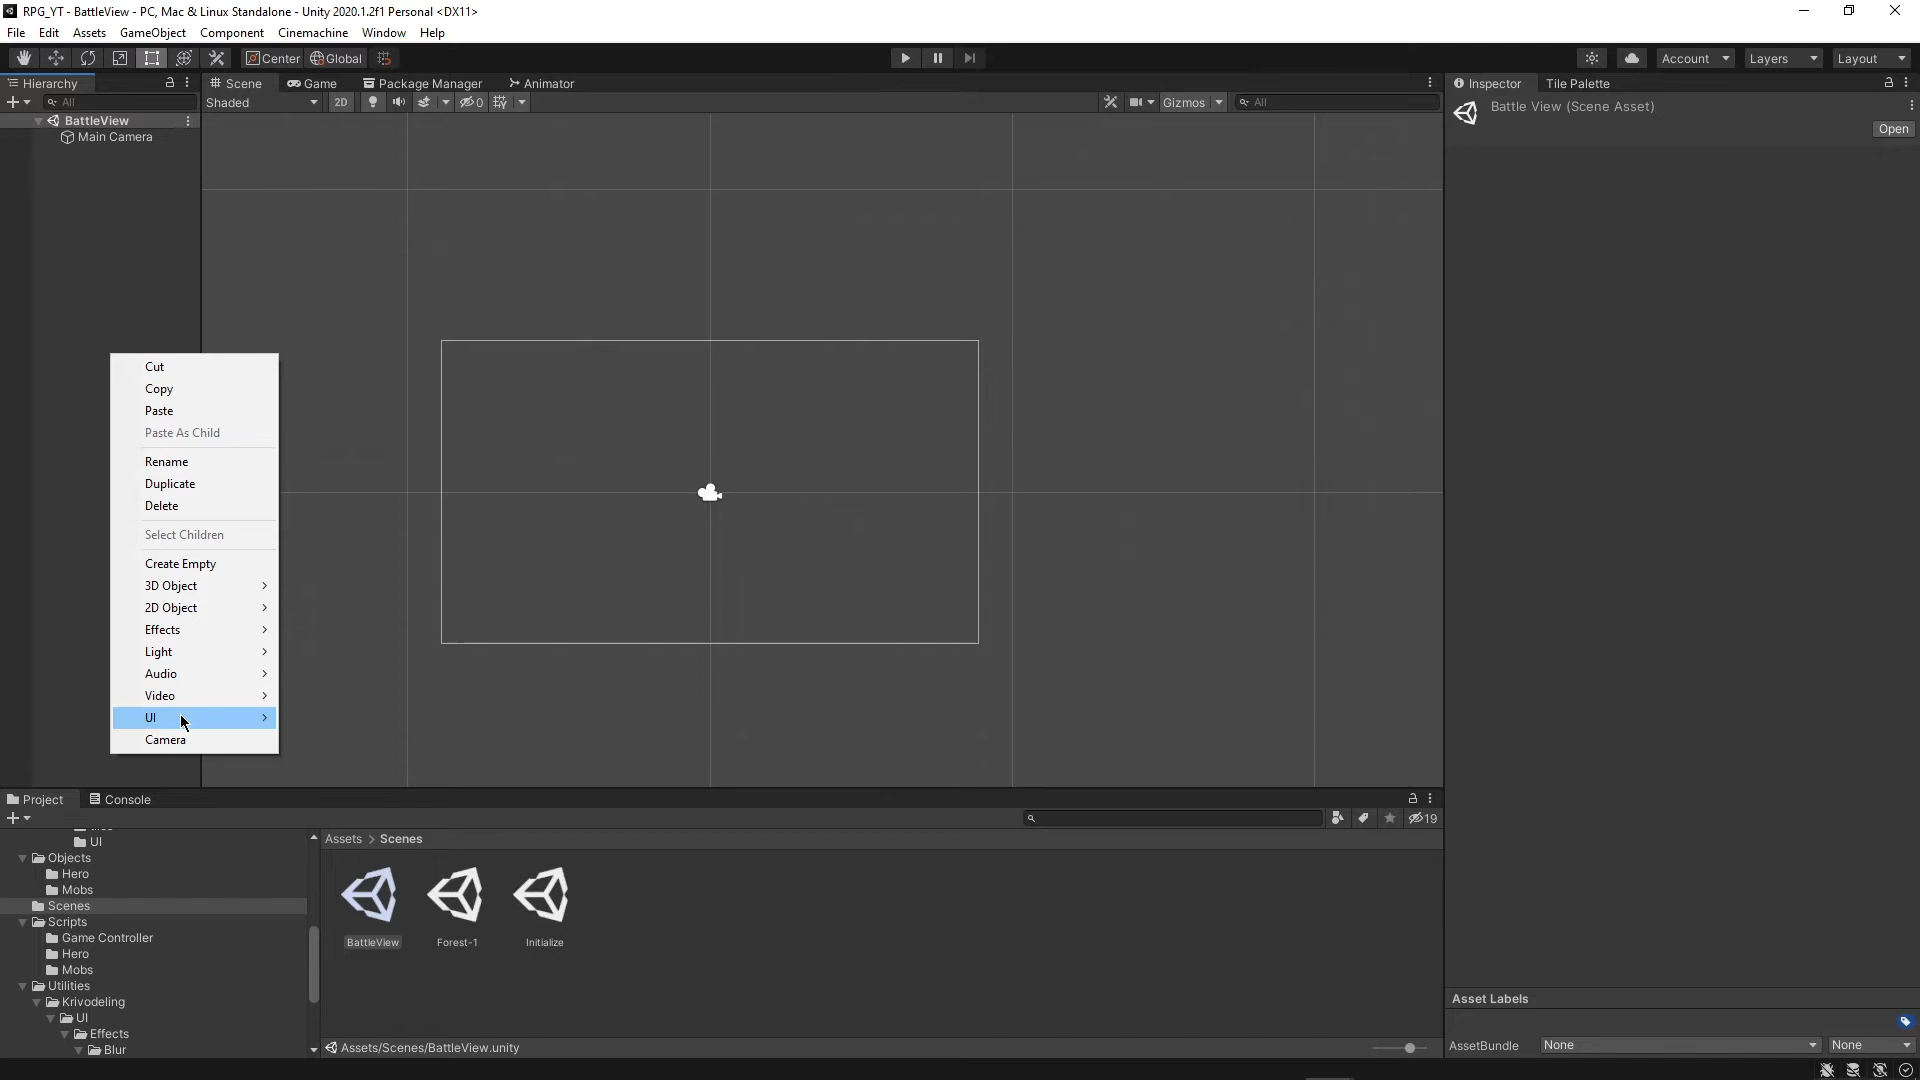 RPG_YT - BattleView - PC, Mac & Linux Standalone - Unity 2020.1.2f1 Personal <DX11>
File Edit Assets GameObject Component Cinemachine Window Help
Center Global Account Layers Layout
Hierarchy Scene Game Package Manager Animator Inspector Tile Palette
All Shaded 2D 0 Gizmos All
Battle View (Scene Asset)
Open
BattleView
Main Camera
Cut
Copy
Paste
Paste As Child
Rename
Duplicate
Delete
Select Children
Create Empty
3D Object
2D Object
Effects
Light
Audio
Video
UI
Camera
Project Console
19
UI
Objects
Hero
Mobs
Scenes
Scripts
Game Controller
Hero
Mobs
Utilities
Krivodeling
UI
Effects
Blur
Assets > Scenes
BattleView Forest-1 Initialize
Assets/Scenes/BattleView.unity
Asset Labels
AssetBundle None None